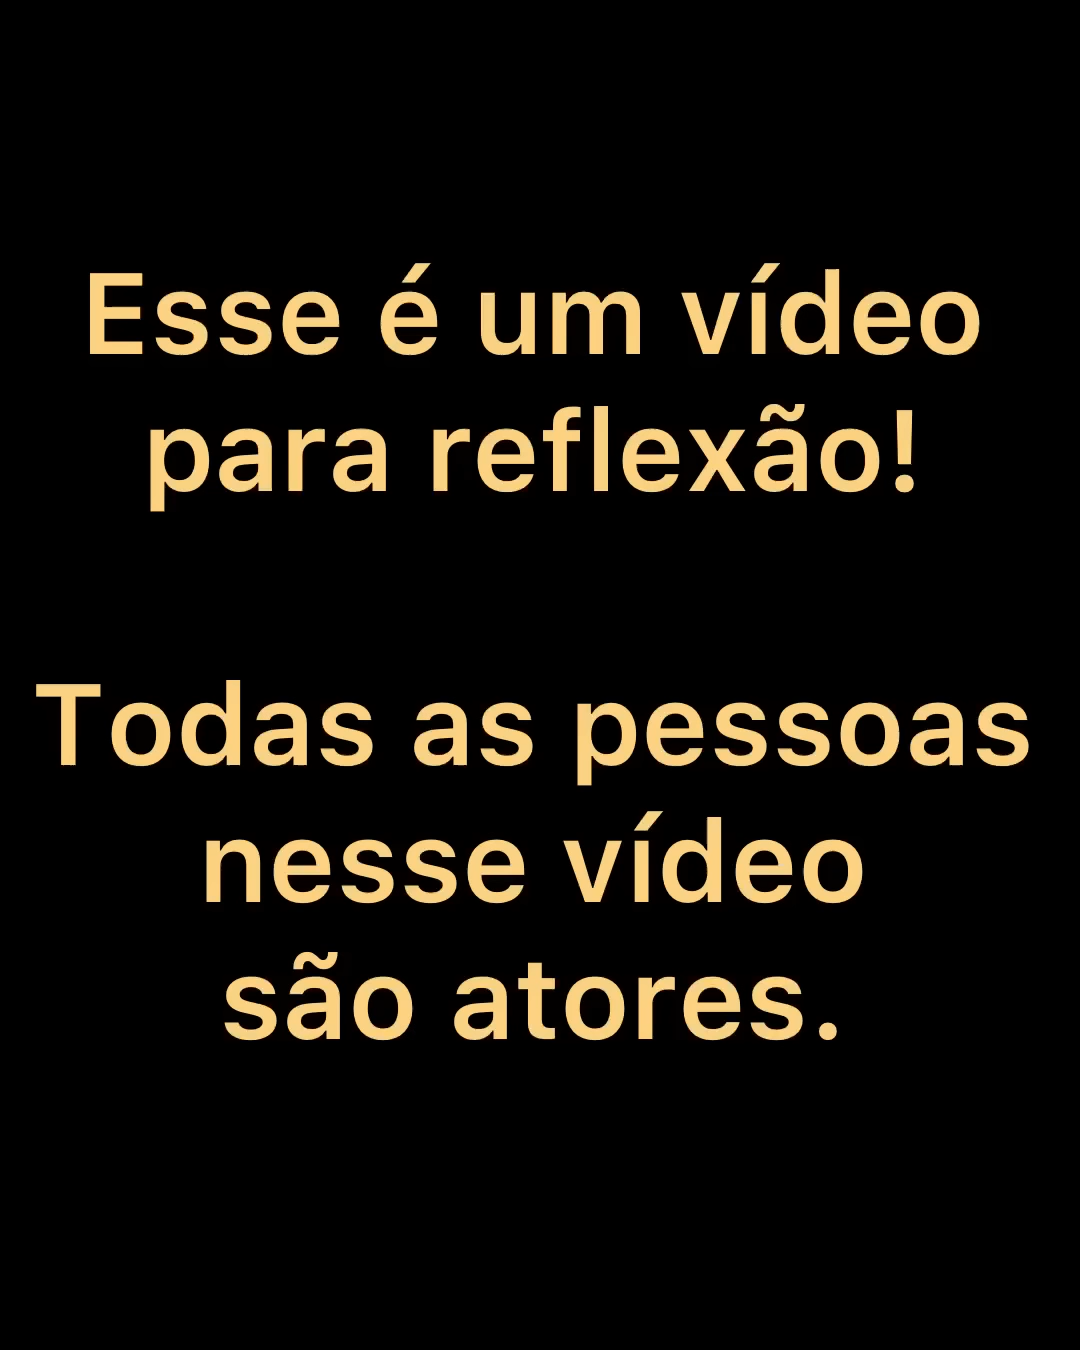 Esse é um vídeo
para reflexão!
Todas as pessoas
nesse vídeo
são atores.